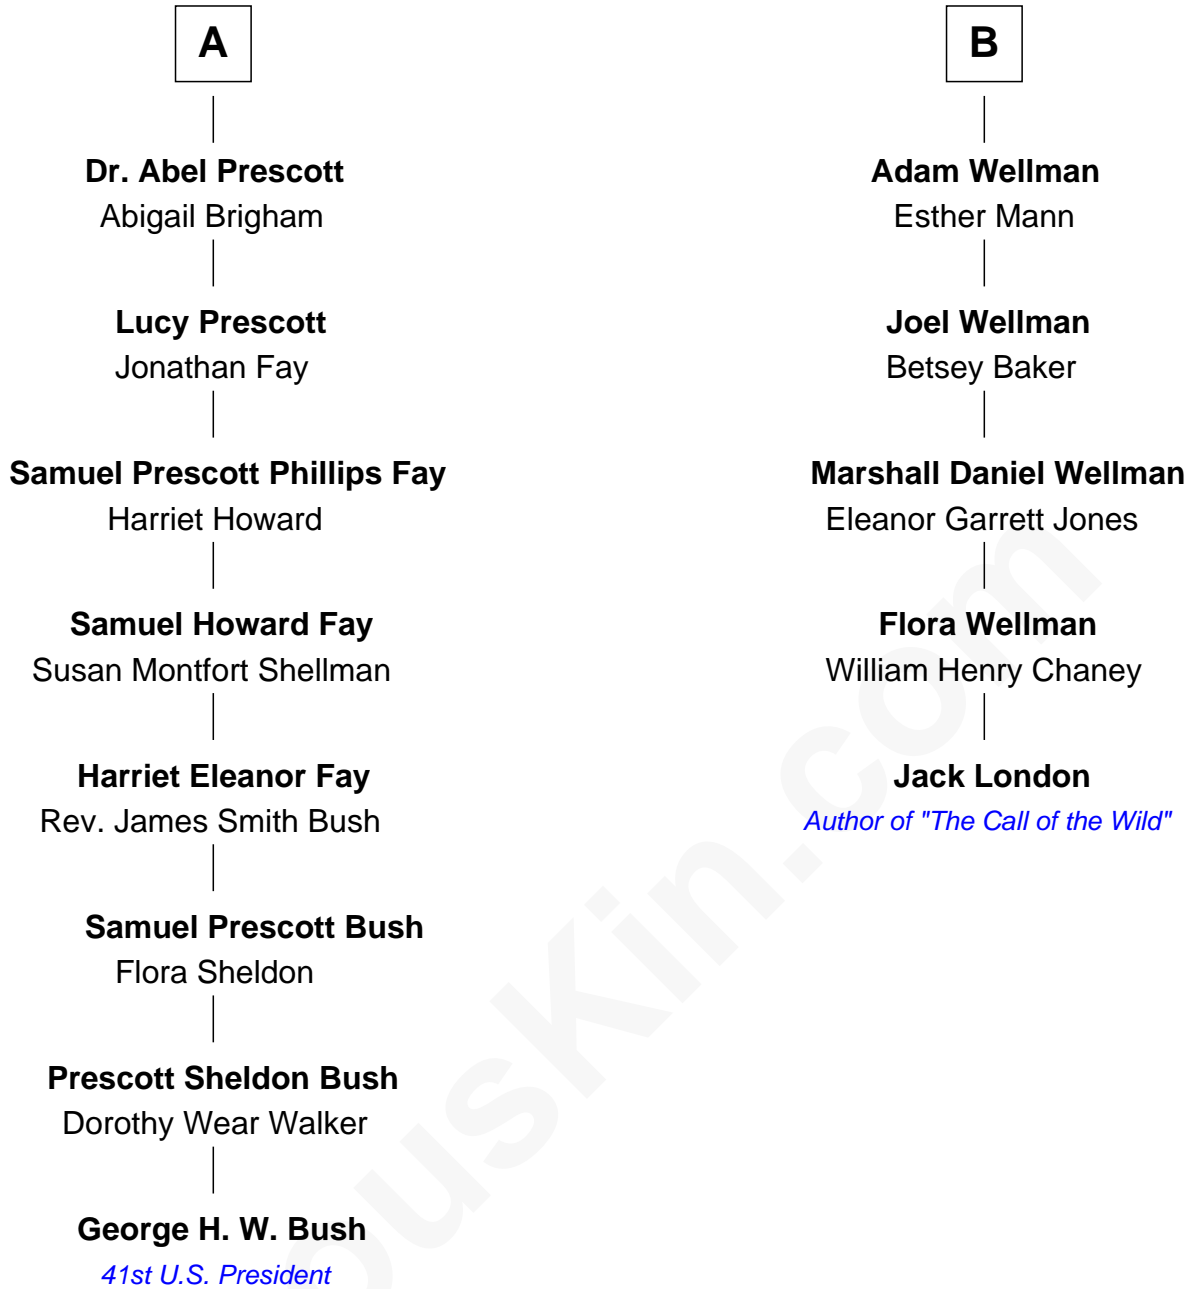 A
Dr. Abel Prescott
Abigail Brigham
Lucy Prescott
Jonathan Fay
Samuel Prescott Phillips Fay
Harriet Howard
Samuel Howard Fay
Susan Montfort Shellman
Harriet Eleanor Fay
Rev. James Smith Bush
Samuel Prescott Bush
Flora Sheldon
Prescott Sheldon Bush
Dorothy Wear Walker
George H. W. Bush
41st U.S. President
B
Adam Wellman
Esther Mann
Joel Wellman
Betsey Baker
Marshall Daniel Wellman
Eleanor Garrett Jones
Flora Wellman
William Henry Chaney
Jack London
Author of "The Call of the Wild"
ousKin.com